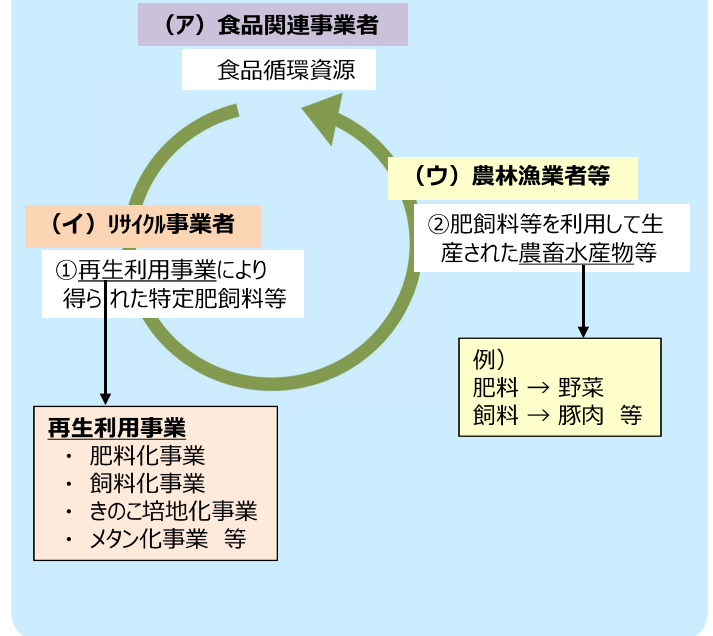 （ア）食品関連事業者
食品循環資源
（ウ）農林漁業者等
②肥飼料等を利用して生
産された農畜水産物等
（イ）ﾘｻｲｸﾙ事業者
①再生利用事業により
得られた特定肥飼料等
例）
肥料 → 野菜
飼料 → 豚肉　等
再生利用事業
・ 肥料化事業
・ 飼料化事業
・ きのこ培地化事業
・ メタン化事業　等